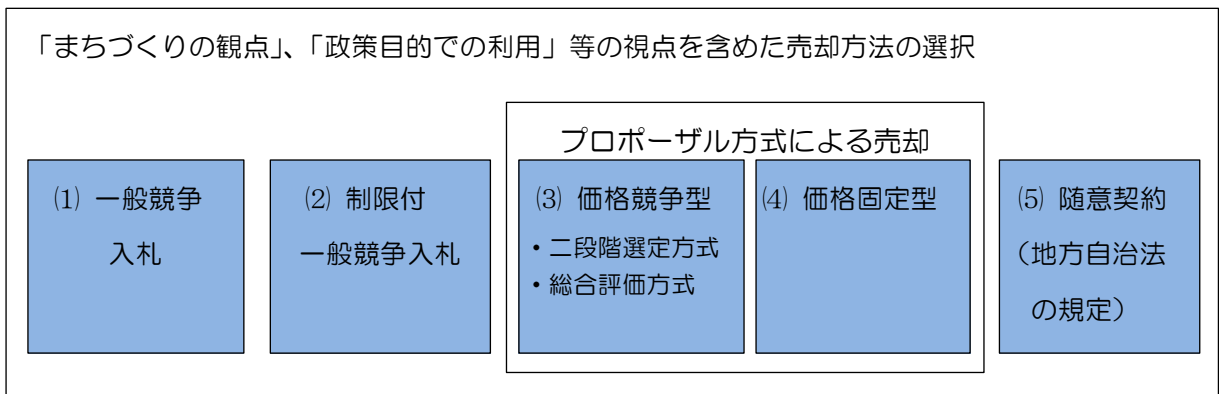 「まちづくりの観点」、「政策目的での利用」等の視点を含めた売却方法の選択
プロポーザル方式による売却
⑴ 一般競争
入札
⑵ 制限付
一般競争入札
⑶ 価格競争型
・二段階選定方式
・総合評価方式
⑷ 価格固定型
⑸ 随意契約
（地方自治法
の規定）